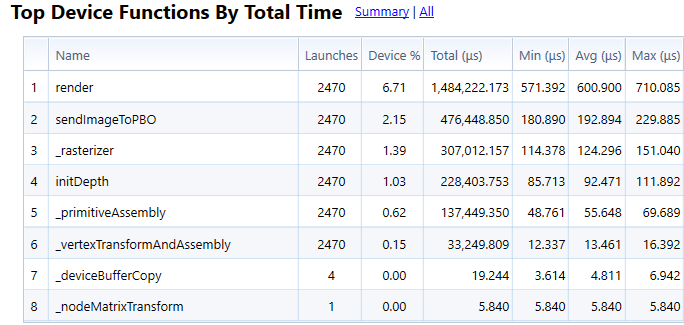 Top Device Functions By Total Time Summary | All
Name Launches Device % Total (µs) Min (µs) Avg (µs) Max (µs)
1 render 2470 6.71 1,484,222.173 571.392 600.900 710.085
2 sendImageToPBO 2470 2.15 476,448.850 180.890 192.894 229.885
3 _rasterizer 2470 1.39 307,012.157 114.378 124.296 151.040
4 initDepth 2470 1.03 228,403.753 85.713 92.471 111.892
5 _primitiveAssembly 2470 0.62 137,449.350 48.761 55.648 69.689
6 _vertexTransformAndAssembly 2470 0.15 33,249.809 12.337 13.461 16.392
7 _deviceBufferCopy 4 0.00 19.244 3.614 4.811 6.942
8 _nodeMatrixTransform 1 0.00 5.840 5.840 5.840 5.840